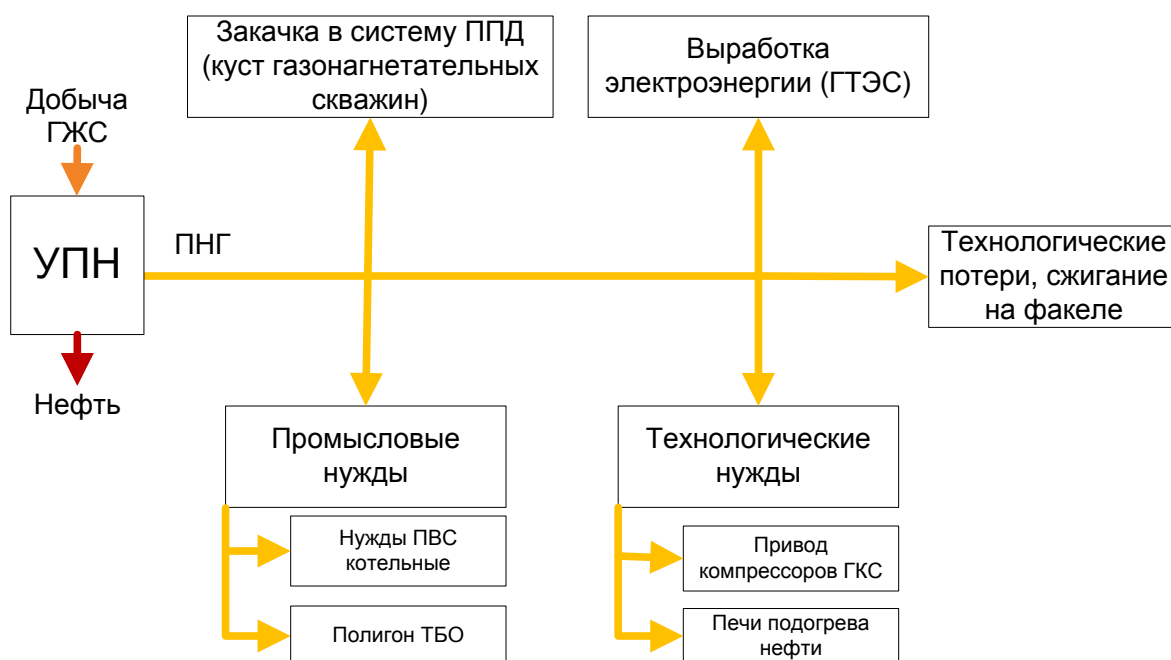 Закачка в систему ППД
(куст газонагнетательных
скважин)
Выработка
электроэнергии (ГТЭС)
Добыча
ГЖС
УПН
ПНГ
Технологические
потери, сжигание
на факеле
Нефть
Промысловые
нужды
Технологические
нужды
Нужды ПВС
котельные
Привод
компрессоров ГКС
Полигон ТБО
Печи подогрева
нефти